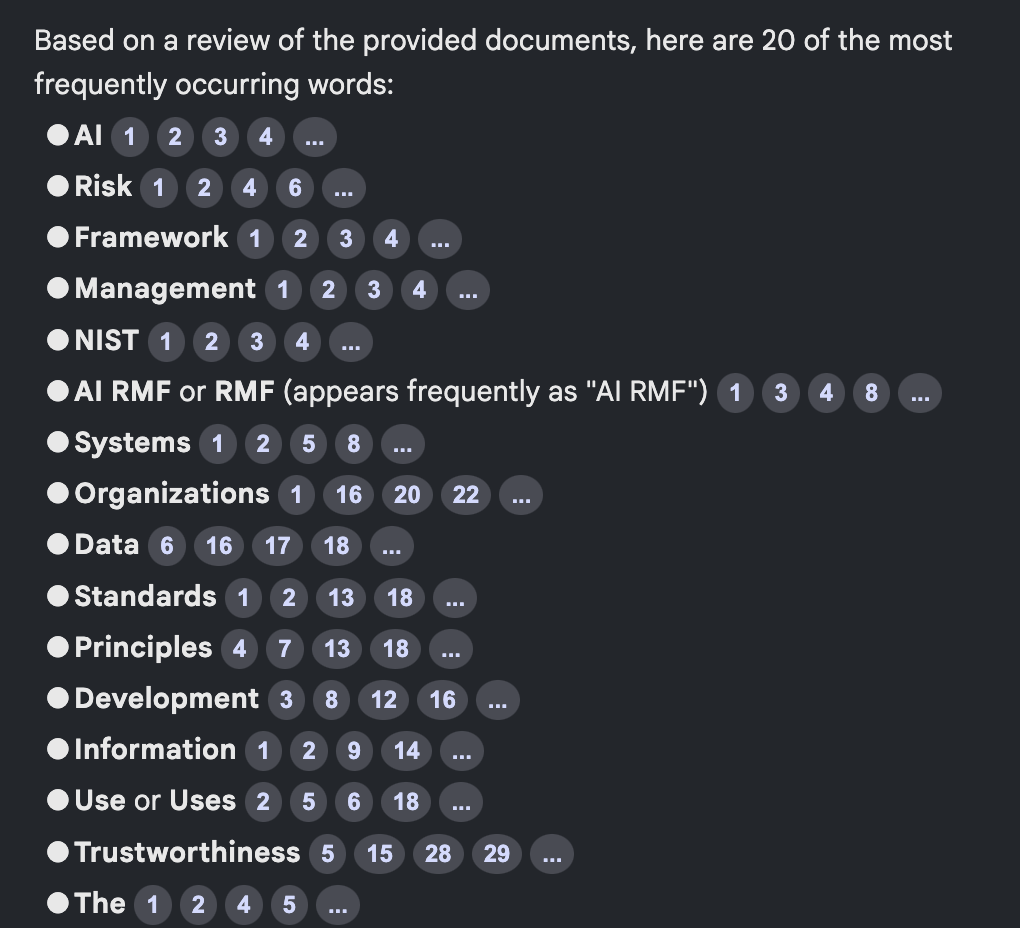 Based on a review of the provided documents, here are 20 of the most
frequently occurring words:
● AI 1 2 3 4 ...
● Risk 1 2 4 6 ...
● Framework 1 2 3 4 ...
● Management 1 2 3 4 ...
● NIST 1 2 3 4 ...
● AI RMF or RMF (appears frequently as "AI RMF") 1 3 4 8 ...
● Systems 1 2 5 8 ...
● Organizations 1 16 20 22 ...
● Data 6 16 17 18 ...
● Standards 1 2 13 18 ...
● Principles 4 7 13 18 ...
● Development 3 8 12 16 ...
● Information 1 2 9 14 ...
● Use or Uses 2 5 6 18 ...
● Trustworthiness 5 15 28 29 ...
● The 1 2 4 5 ...